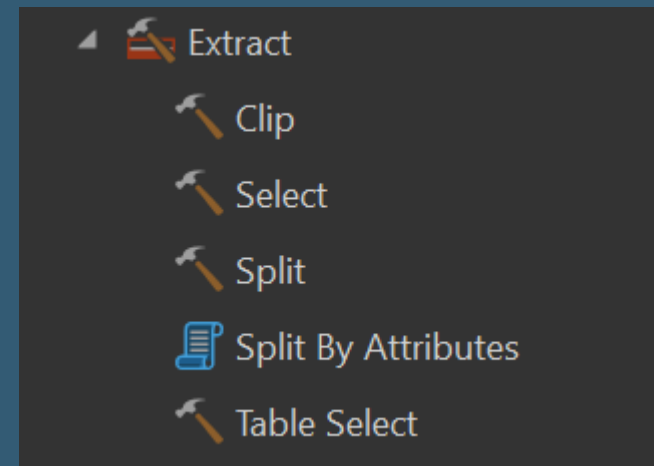 Extract
Clip
Select
Split
Split By Attributes
Table Select